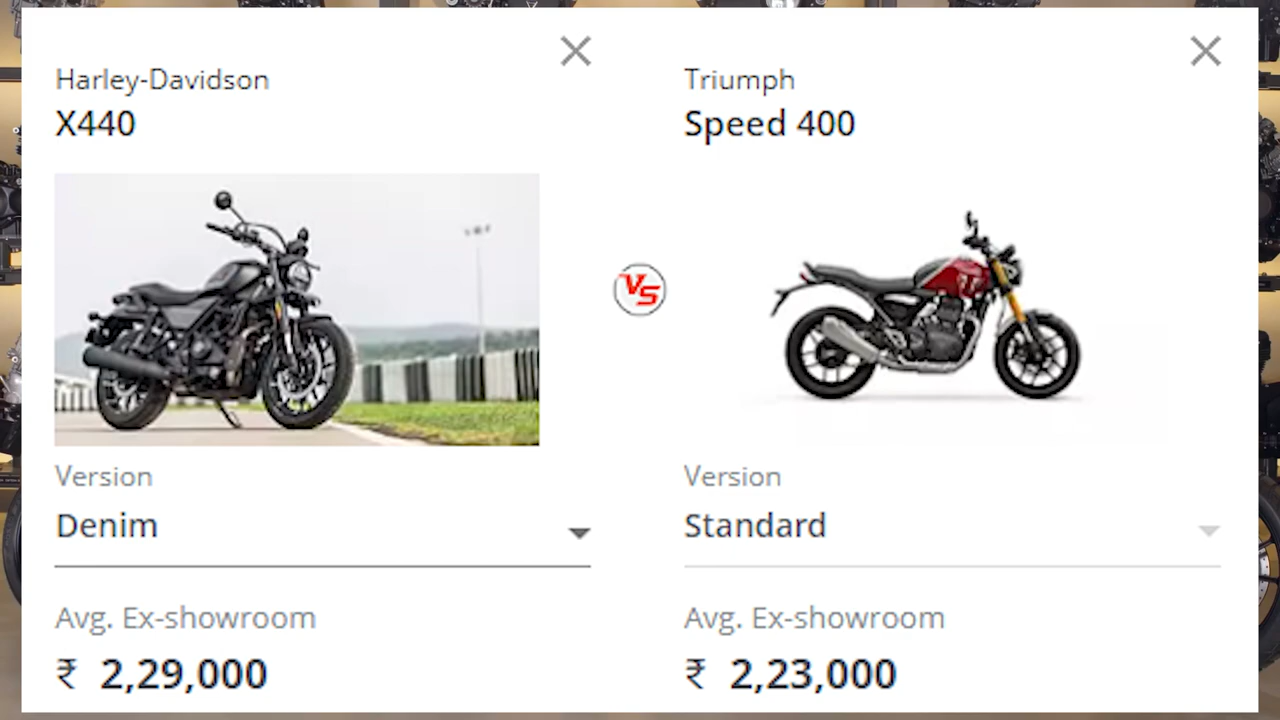 Harley-Davidson
X440
Triumph
Speed 400
VS
Version
Denim
Version
Standard
Avg. Ex-showroom
₹ 2,29,000
Avg. Ex-showroom
₹ 2,23,000